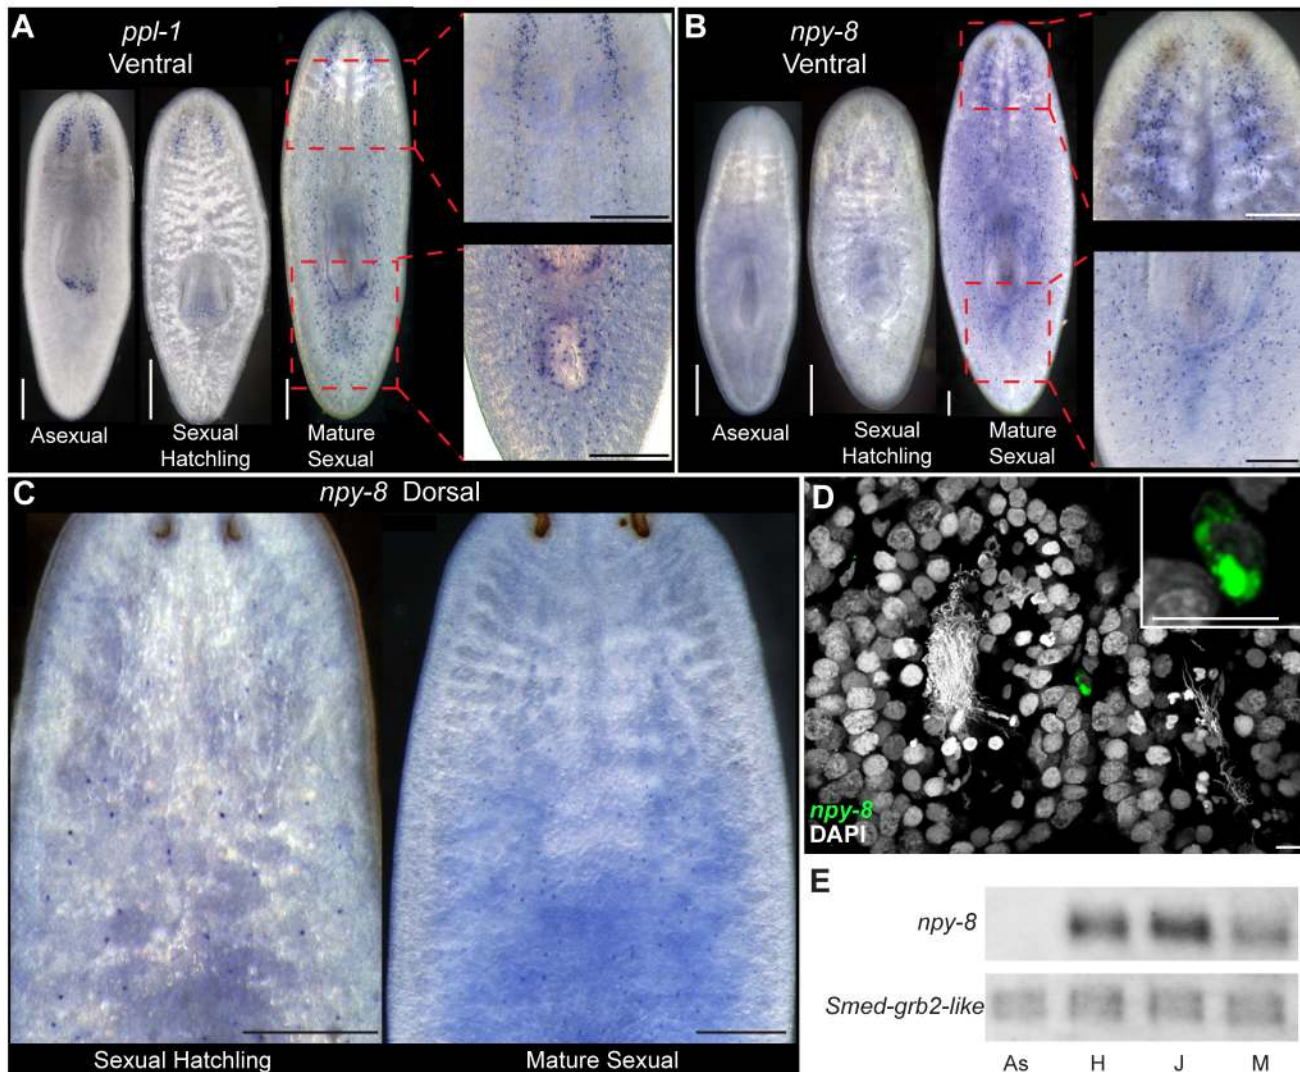 A
ppl-1
Ventral
Asexual
Sexual
Hatchling
Mature
Sexual
B
npy-8
Ventral
Asexual
Sexual
Hatchling
Mature
Sexual
C
npy-8 Dorsal
Sexual Hatchling
Mature Sexual
D
npy-8
DAPI
E
npy-8
Smed-grb2-like
As H J M